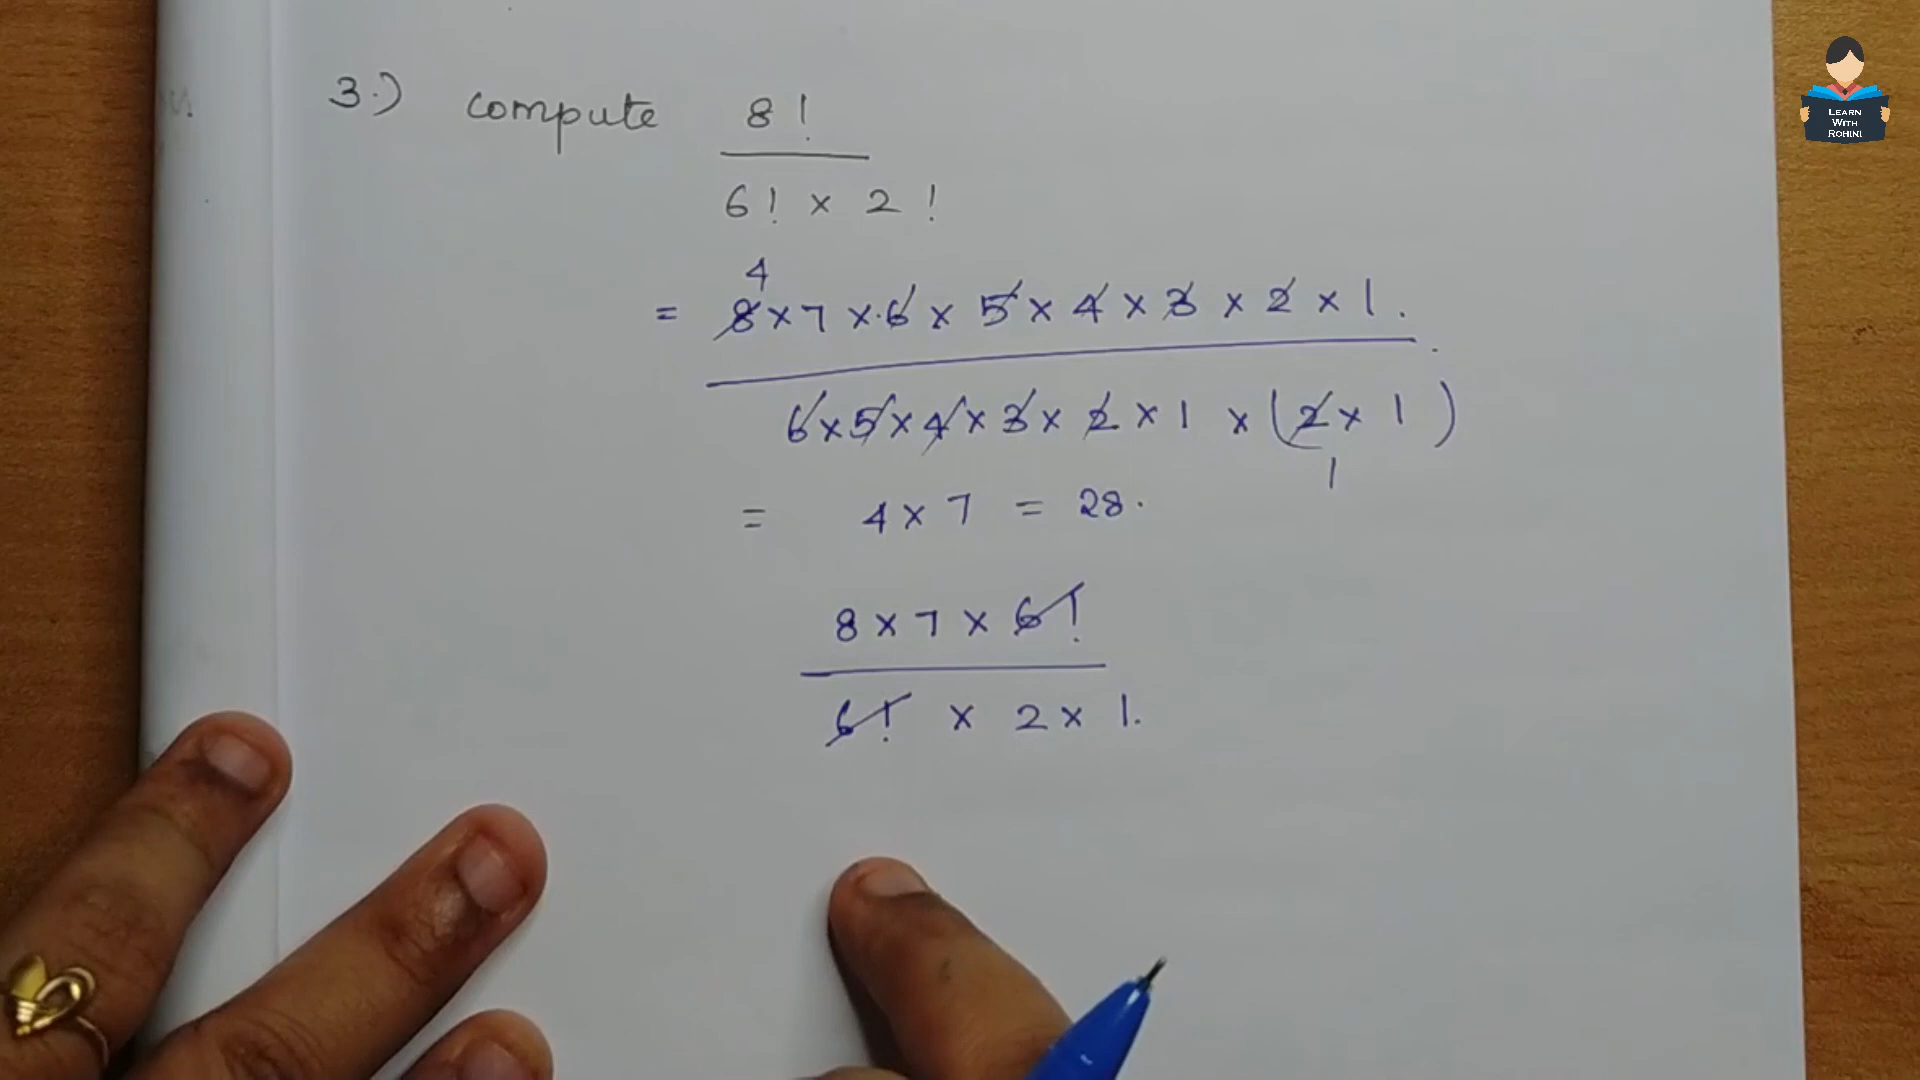 3.) compute 8!
6! × 2!
4
= 8 × 7 × 6 × 5 × 4 × 3 × 2 × 1.
6 × 5 × 4 × 3 × 2 × 1 × (2 × 1)
1
= 4 × 7 = 28.
8 × 7 × 6!
6! × 2 × 1.
LEARN
WITH
ROHINI